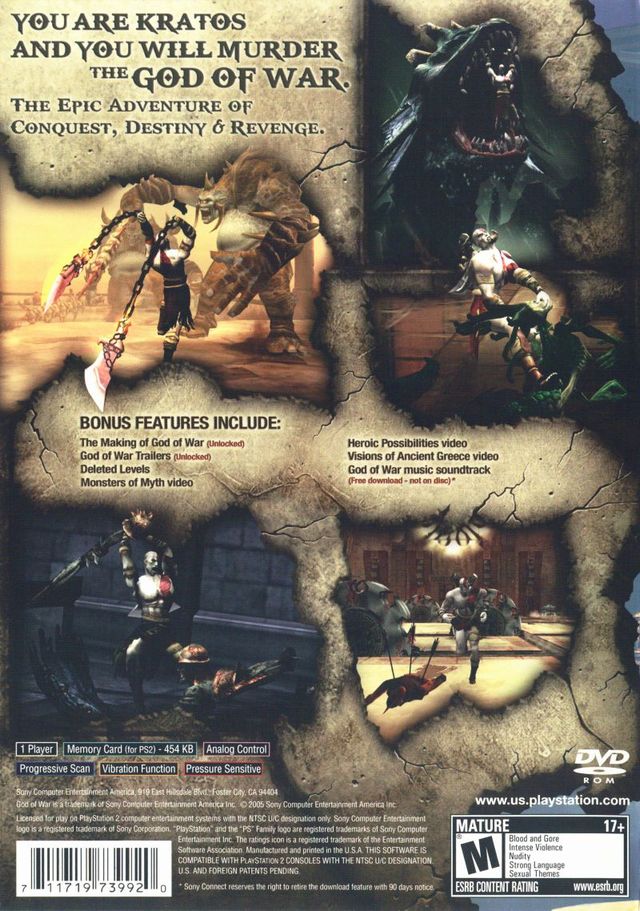 YOU ARE KRATOS
AND YOU WILL MURDER
THE GOD OF WAR.
THE EPIC ADVENTURE OF
CONQUEST, DESTINY & REVENGE.
BONUS FEATURES INCLUDE:
The Making of God of War (Unlocked)
God of War Trailers (Unlocked)
Deleted Levels
Monsters of Myth video
Heroic Possibilities video
Visions of Ancient Greece video
God of War music soundtrack
(Free download - not on disc)*
1 Player
Memory Card (for PS2) - 454 KB
Analog Control
Progressive Scan
Vibration Function
Pressure Sensitive
Sony Computer Entertainment America, 919 East Hillsdale Blvd., Foster City, CA 94404
God of War is a trademark of Sony Computer Entertainment America Inc. © 2005 Sony Computer Entertainment America Inc.
Licensed for play on PlayStation 2 computer entertainment systems with the NTSC U/C designation only. Sony Computer Entertainment
logo is a registered trademark of Sony Corporation. "PlayStation" and the "PS" Family logo are registered trademarks of Sony Computer
Entertainment Inc. The ratings icon is a registered trademark of the Entertainment
Software Association. Manufactured and printed in the U.S.A. THIS SOFTWARE IS
COMPATIBLE WITH PLAYSTATION 2 CONSOLES WITH THE NTSC U/C DESIGNATION.
U.S. AND FOREIGN PATENTS PENDING.
* Sony Connect reserves the right to retire the download feature with 90 days notice.
7 11719 73992 0
DVD
ROM
www.us.playstation.com
MATURE 17+
M
Blood and Gore
Intense Violence
Nudity
Strong Language
Sexual Themes
ESRB CONTENT RATING www.esrb.org